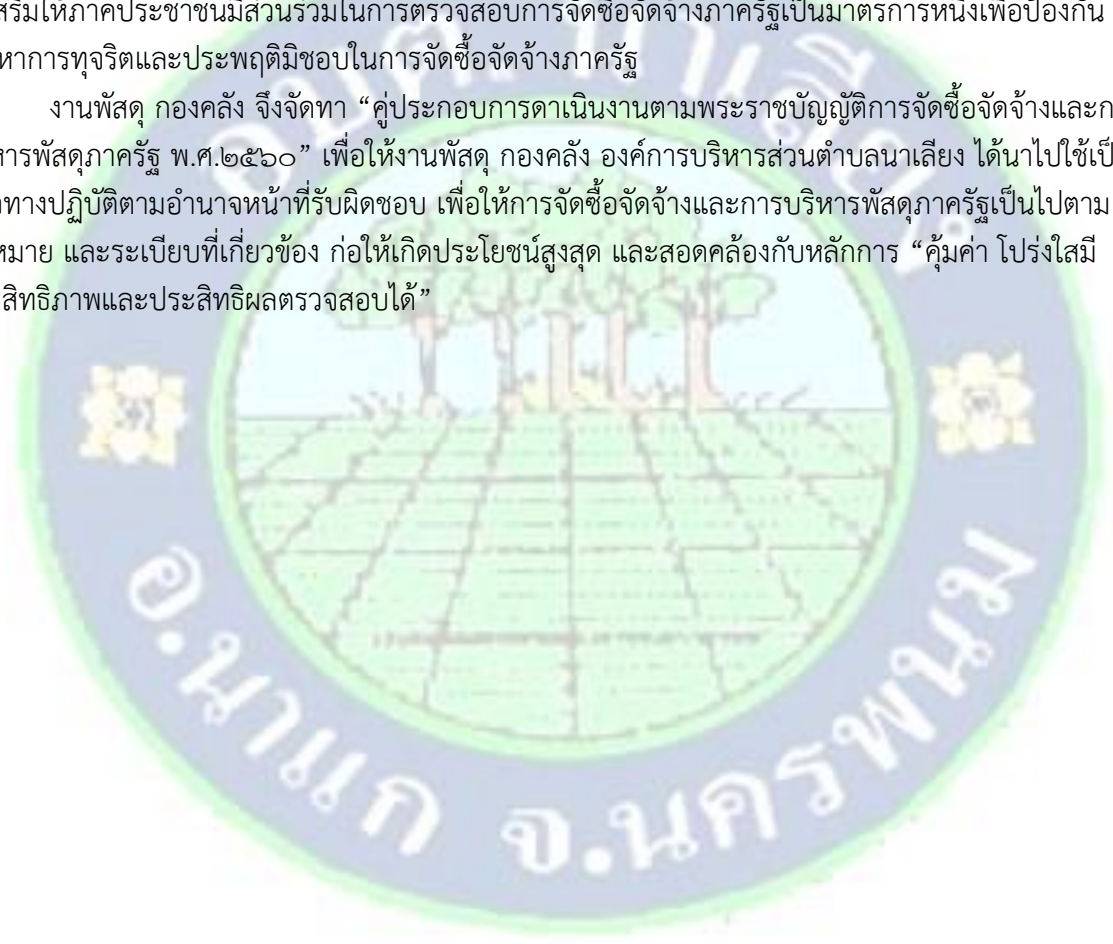 สริมให้ภาคประชาชนมีส่วนร่วมในการตรวจสอบการจัดซื้อจัดจ้างภาครัฐเป็นมาตรการหนึ่งเพื่อป้องกัน
หาการทุจริตและประพฤติมิชอบในการจัดซื้อจัดจ้างภาครัฐ
งานพัสดุ กองคลัง จึงจัดทา “คู่ประกอบการดาเนินงานตามพระราชบัญญัติการจัดซื้อจัดจ้างและก
หารพัสดุภาครัฐ พ.ศ.๒๕๖๐” เพื่อให้งานพัสดุ กองคลัง องค์การบริหารส่วนตำบลนาเลียง ได้นาไปใช้เป็
ทางปฏิบัติตามอำนาจหน้าที่รับผิดชอบ เพื่อให้การจัดซื้อจัดจ้างและการบริหารพัสดุภาครัฐเป็นไปตาม
หมาย และระเบียบที่เกี่ยวข้อง ก่อให้เกิดประโยชน์สูงสุด และสอดคล้องกับหลักการ “คุ้มค่า โปร่งใสมี
สิทธิภาพและประสิทธิผลตรวจสอบได้”
อบต.นาเลียง
อ.นาแก จ.นครพนม